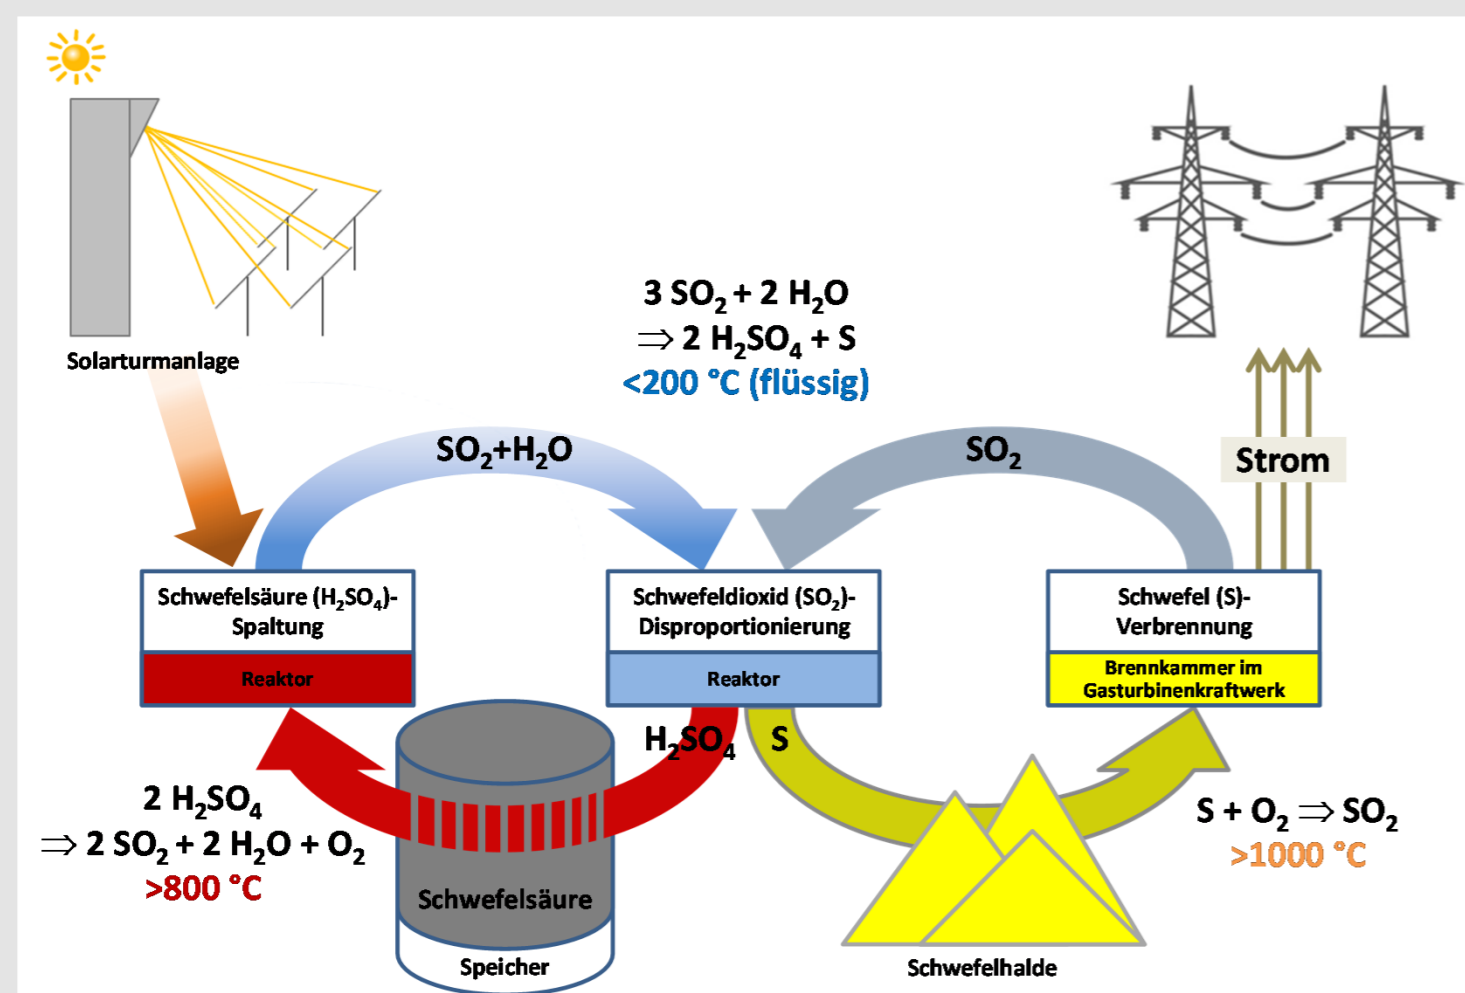 Solarturmanlage
3 SO₂ + 2 H₂O
⇒ 2 H₂SO₄ + S
<200 °C (flüssig)
SO₂+H₂O
SO₂
Strom
Schwefelsäure (H₂SO₄)-
Spaltung
Reaktor
Schwefeldioxid (SO₂)-
Disproportionierung
Reaktor
Schwefel (S)-
Verbrennung
Brennkammer im
Gasturbinenkraftwerk
H₂SO₄
S
2 H₂SO₄
⇒ 2 SO₂ + 2 H₂O + O₂
>800 °C
Schwefelsäure
Speicher
Schwefelhalde
S + O₂ ⇒ SO₂
>1000 °C